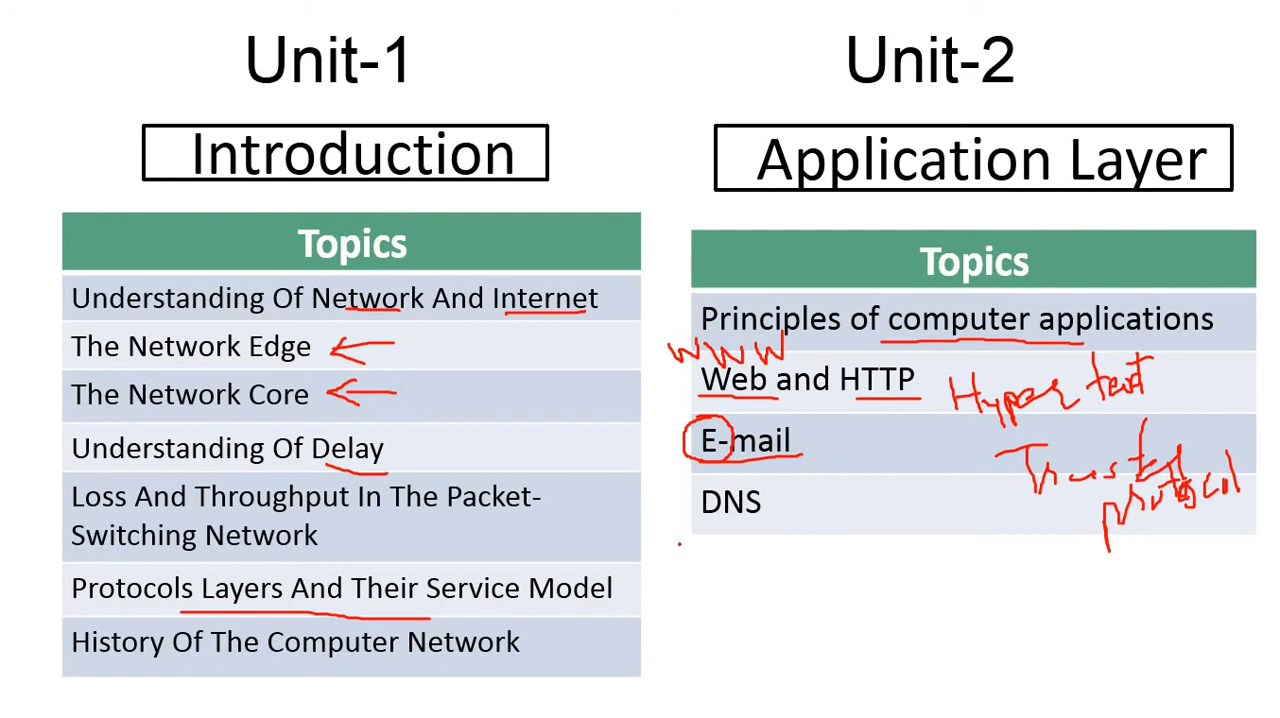 Unit-1
Introduction
Topics
Understanding Of Network And Internet
The Network Edge
The Network Core
Understanding Of Delay
Loss And Throughput In The Packet-
Switching Network
Protocols Layers And Their Service Model
History Of The Computer Network
Unit-2
Application Layer
Topics
Principles of computer applications
WWW
Web and HTTP
Hyper text
E-mail
Trusted
protocol
DNS